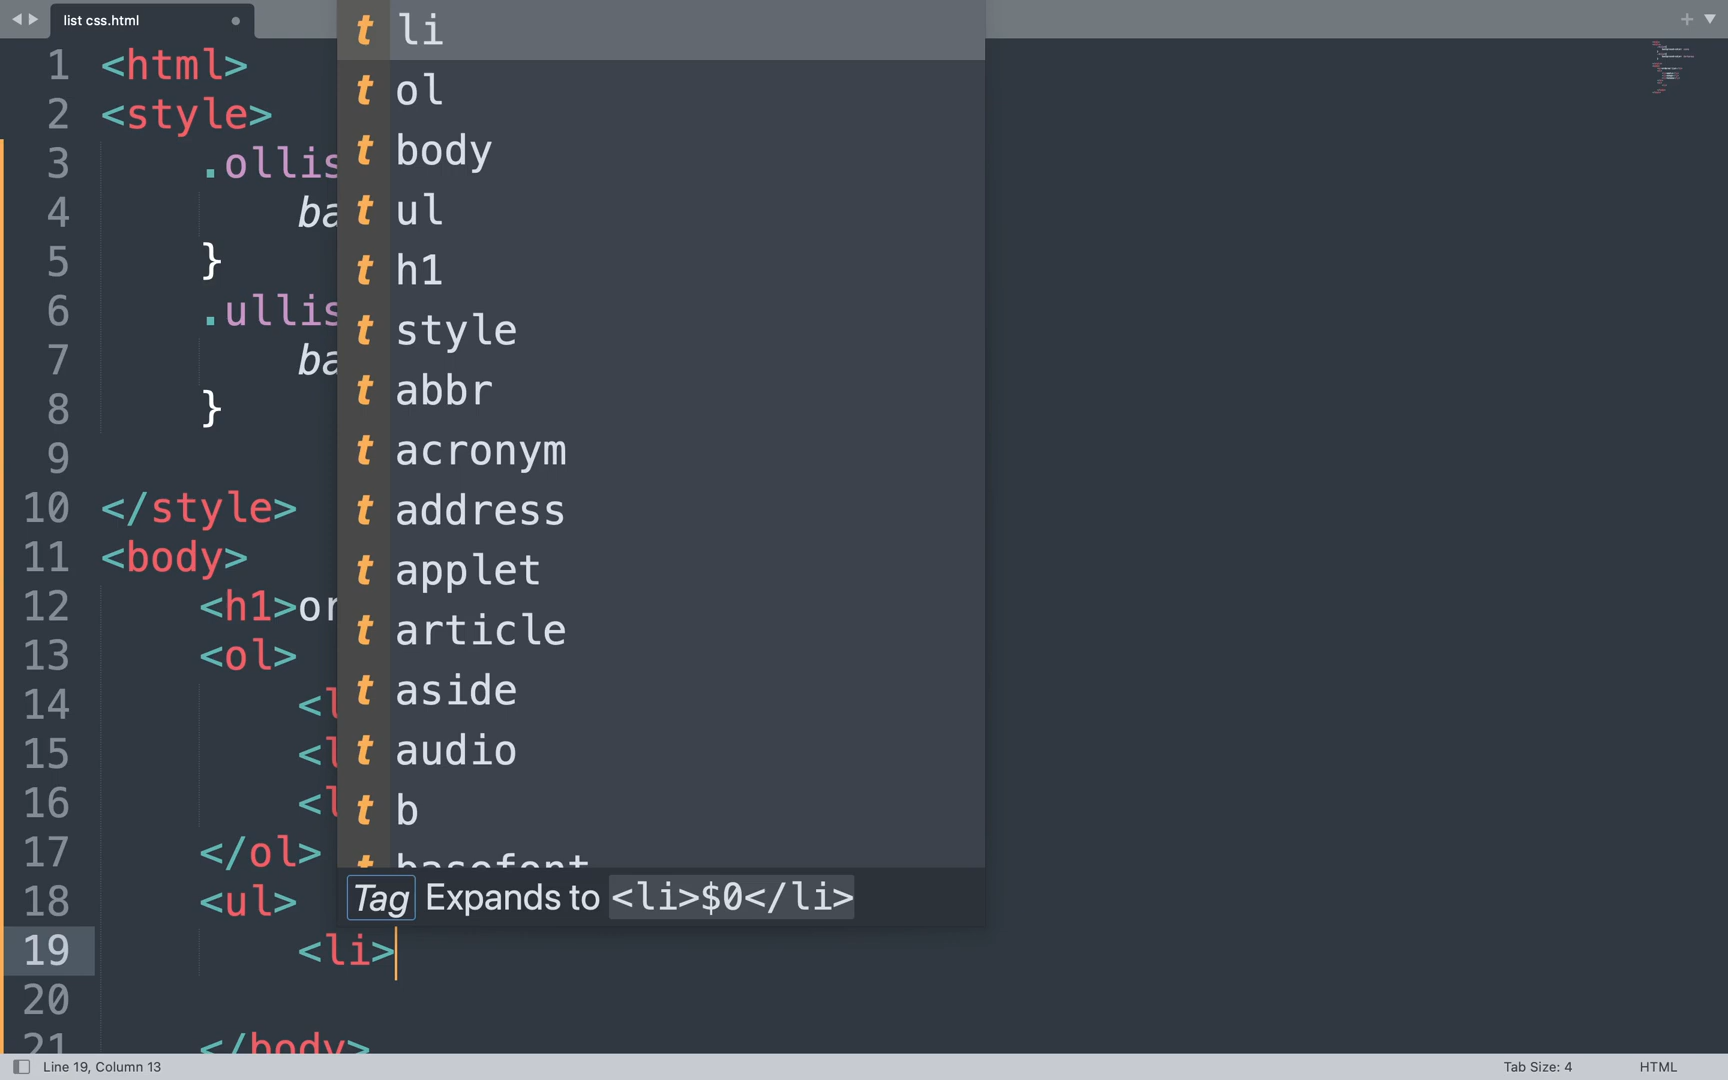 list css.html
1 <html>
2 <style>
3 .ollis
4 ba
5 }
6 .ullis
7 ba
8 }
9
10 </style>
11 <body>
12 <h1>or
13 <ol>
14 <l
15 <l
16 <l
17 </ol>
18 <ul>
19 <li>
20
21 </body>
t li
t ol
t body
t ul
t h1
t style
t abbr
t acronym
t address
t applet
t article
t aside
t audio
t b
t basefont
Tag Expands to <li>$0</li>
Line 19, Column 13
Tab Size: 4
HTML